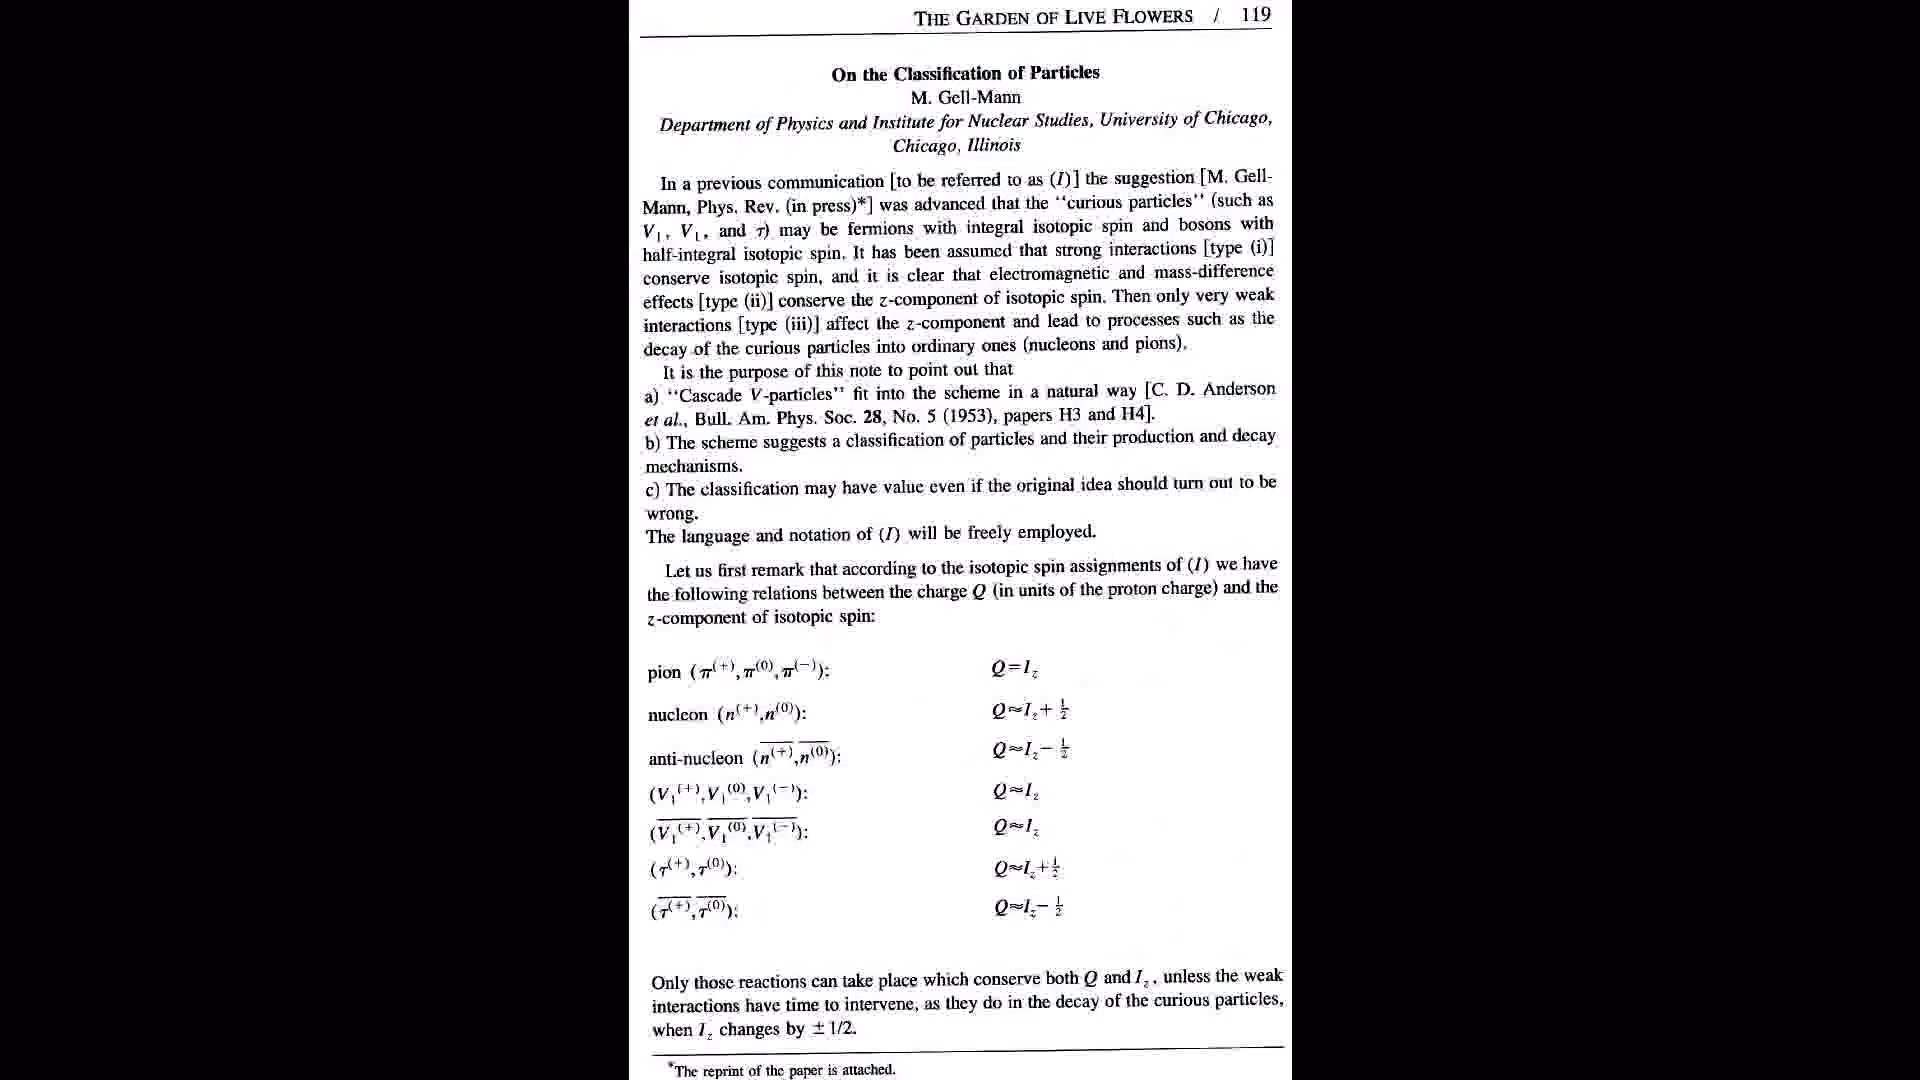 THE GARDEN OF LIVE FLOWERS / 119
On the Classification of Particles
M. Gell-Mann
Department of Physics and Institute for Nuclear Studies, University of Chicago,
Chicago, Illinois
In a previous communication [to be referred to as (I)] the suggestion [M. Gell-
Mann, Phys. Rev. (in press)*] was advanced that the “curious particles” (such as
V₁, V₁, and τ) may be fermions with integral isotopic spin and bosons with
half-integral isotopic spin. It has been assumed that strong interactions [type (i)]
conserve isotopic spin, and it is clear that electromagnetic and mass-difference
effects [type (ii)] conserve the z-component of isotopic spin. Then only very weak
interactions [type (iii)] affect the z-component and lead to processes such as the
decay of the curious particles into ordinary ones (nucleons and pions).
It is the purpose of this note to point out that
a) “Cascade V-particles” fit into the scheme in a natural way [C. D. Anderson
et al., Bull. Am. Phys. Soc. 28, No. 5 (1953), papers H3 and H4].
b) The scheme suggests a classification of particles and their production and decay
mechanisms.
c) The classification may have value even if the original idea should turn out to be
wrong.
The language and notation of (I) will be freely employed.
Let us first remark that according to the isotopic spin assignments of (I) we have
the following relations between the charge Q (in units of the proton charge) and the
z-component of isotopic spin:
pion (π⁽⁺⁾, π⁽⁰⁾, π⁽⁻⁾): Q=I_z
nucleon (n⁽⁺⁾,n⁽⁰⁾): Q≈I_z+ ½
anti-nucleon (n̅⁽⁺⁾,n̅⁽⁰⁾): Q≈I_z− ½
(V₁⁽⁺⁾,V₁⁽⁰⁾,V₁⁽⁻⁾): Q≈I_z
(V̅₁⁽⁺⁾,V̅₁⁽⁰⁾,V̅₁⁽⁻⁾): Q≈I_z
(τ⁽⁺⁾,τ⁽⁰⁾): Q≈I_z+½
(τ̅⁽⁺⁾,τ̅⁽⁰⁾): Q≈I_z− ½
Only those reactions can take place which conserve both Q and I_z, unless the weak
interactions have time to intervene, as they do in the decay of the curious particles,
when I_z changes by ±1/2.
*The reprint of the paper is attached.